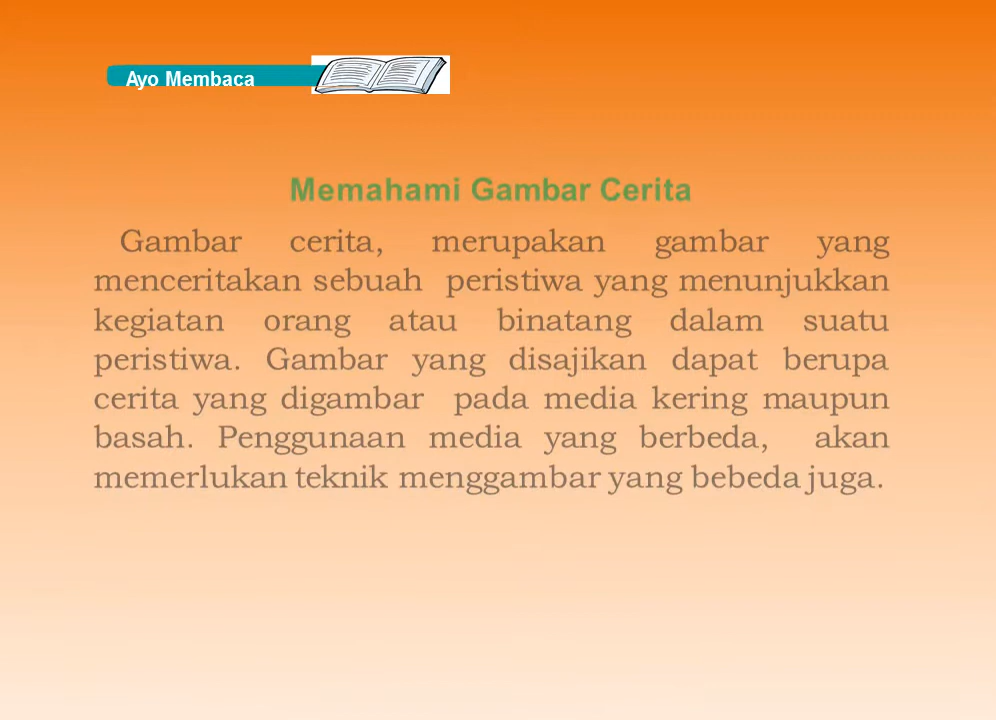 Ayo Membaca
Memahami Gambar Cerita
Gambar cerita, merupakan gambar yang
menceritakan sebuah peristiwa yang menunjukkan
kegiatan orang atau binatang dalam suatu
peristiwa. Gambar yang disajikan dapat berupa
cerita yang digambar pada media kering maupun
basah. Penggunaan media yang berbeda, akan
memerlukan teknik menggambar yang bebeda juga.